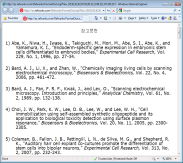 참고문헌
1) Abe, K., Niwa, H., Iwase, K., Takiguchi, M., Mori, M., Abe, S. I., Abe, K., and
Yamamura, K. I., "Endoderm-specific gene expression in embryonic stem
cells differentiated to embryoid bodies", Experimental Cell Research, Vol.
229, No. 1, 1996, pp. 27-34.
2) Bard, A. J., Li, X., and Zhan, W., "Chemically imaging living cells by scanning
electrochemical microscopy", Biosensors & Bioelectronics, Vol. 22, No. 4,
2006, pp. 461-472.
3) Bard, A. J., Fan, F. R. F., Kwak, J., and Lev, O., "Scanning electrochemical
microscopy. Introduction and principles", Analytical Chemistry, Vol. 61, No.
2, 1989, pp. 132-138.
4) Choi, J. W., Park, K. W., Lee, D. B., Lee, W., and Lee, W. H., "Cell
immobilization using self-assembled synthetic oligopeptide and its
application to biological toxicity detection using surface plasmon
resonance", Biosensors & Bioelectronics, Vol. 20, No. 11, 2005, pp. 2300-
2305.
5) Coleman, B., Fallon, J. B., Pettingill, L. N., de Silva, M. G., and Shepherd, R.
K., "Auditory hair cell explant co-cultures promote the differentiation of
stem cells into bipolar neurons", Experimental Cell Research, Vol. 313, No.
2, 2007, pp. 232-243.